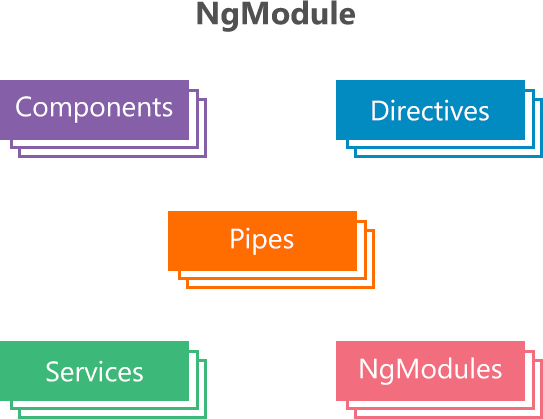 NgModule
Components
Directives
Pipes
Services
NgModules